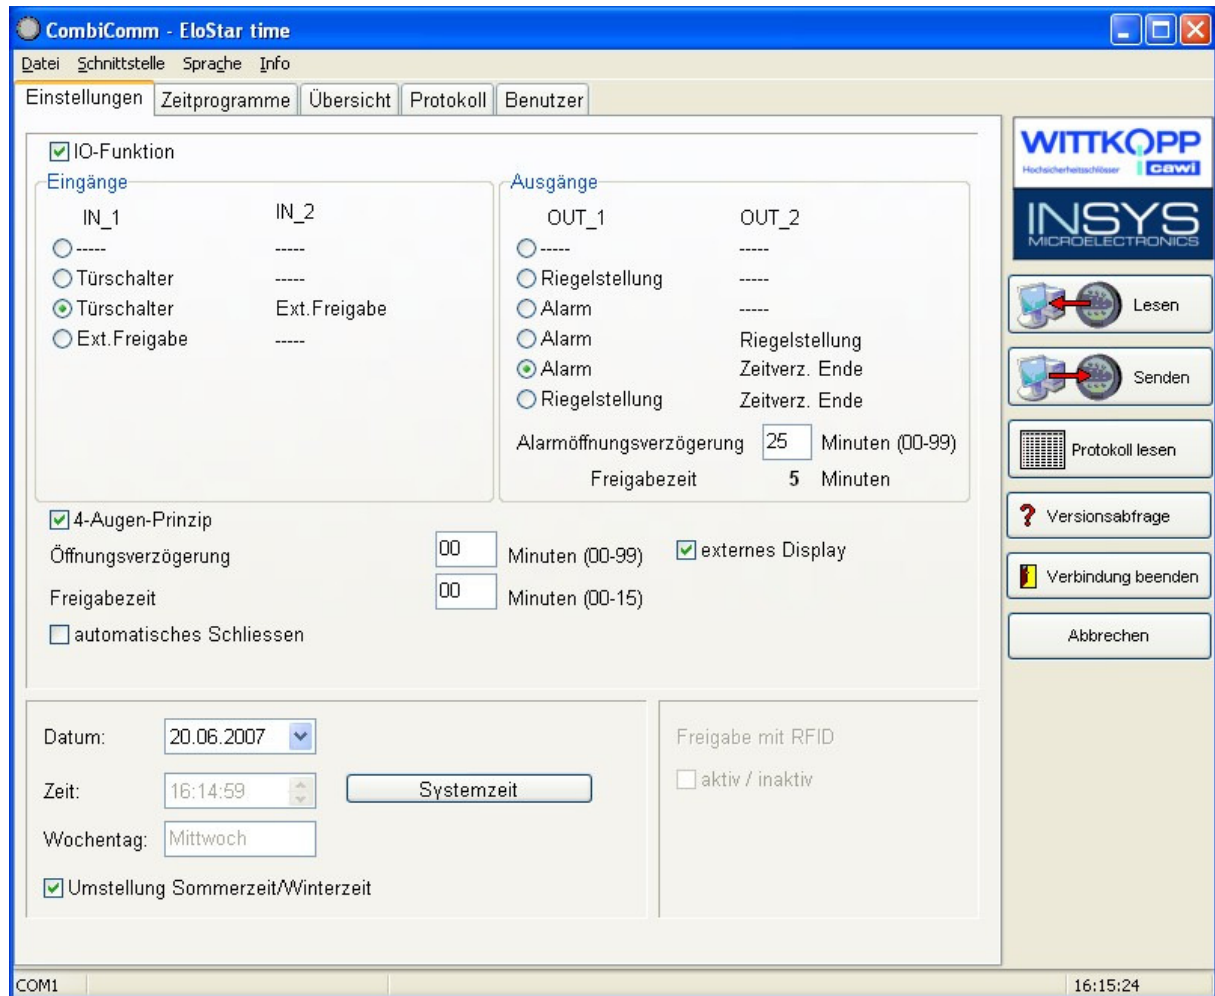 CombiComm - EloStar time
Datei Schnittstelle Sprache Info
Einstellungen Zeitprogramme Übersicht Protokoll Benutzer
IO-Funktion
Eingänge
IN_1 IN_2
----- -----
Türschalter -----
Türschalter Ext.Freigabe
Ext.Freigabe -----
Ausgänge
OUT_1 OUT_2
----- -----
Riegelstellung -----
Alarm -----
Alarm Riegelstellung
Alarm Zeitverz. Ende
Riegelstellung Zeitverz. Ende
Alarmöffnungsverzögerung 25 Minuten (00-99)
Freigabezeit 5 Minuten
4-Augen-Prinzip
Öffnungsverzögerung 00 Minuten (00-99) externes Display
Freigabezeit 00 Minuten (00-15)
automatisches Schliessen
Datum: 20.06.2007
Zeit: 16:14:59 Systemzeit
Wochentag: Mittwoch
Umstellung Sommerzeit/Winterzeit
Freigabe mit RFID
aktiv / inaktiv
WITTKOPP
Hochsicherheitsschlösser cawi
INSYS
MICROELECTRONICS
Lesen
Senden
Protokoll lesen
Versionsabfrage
Verbindung beenden
Abbrechen
COM1 16:15:24